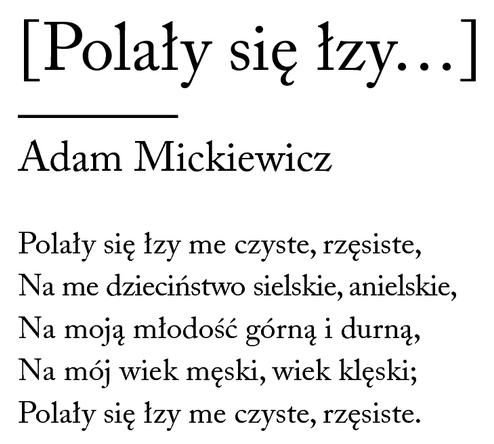 [Polały się łzy…]
Adam Mickiewicz
Polały się łzy me czyste, rzęsiste,
Na me dzieciństwo sielskie, anielskie,
Na moją młodość górną i durną,
Na mój wiek męski, wiek klęski;
Polały się łzy me czyste, rzęsiste.